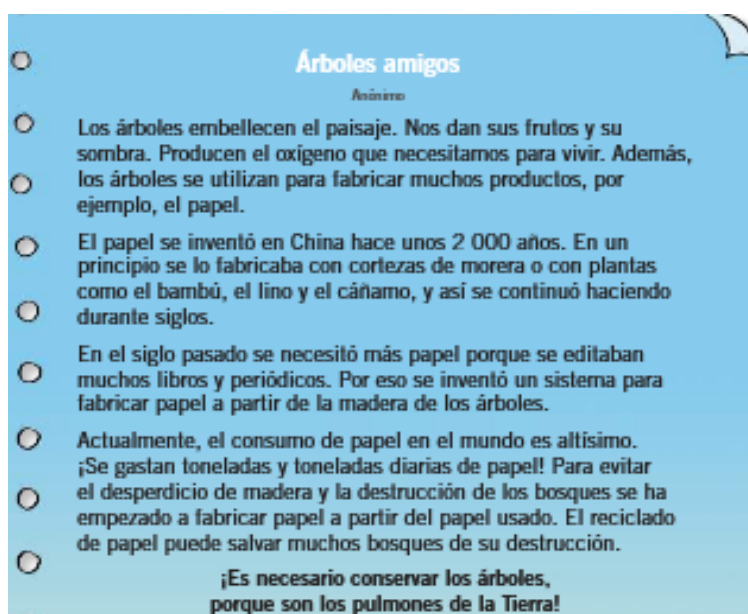 Árboles amigos
Anónimo
Los árboles embellecen el paisaje. Nos dan sus frutos y su
sombra. Producen el oxígeno que necesitamos para vivir. Además,
los árboles se utilizan para fabricar muchos productos, por
ejemplo, el papel.
El papel se inventó en China hace unos 2 000 años. En un
principio se lo fabricaba con cortezas de morera o con plantas
como el bambú, el lino y el cáñamo, y así se continuó haciendo
durante siglos.
En el siglo pasado se necesitó más papel porque se editaban
muchos libros y periódicos. Por eso se inventó un sistema para
fabricar papel a partir de la madera de los árboles.
Actualmente, el consumo de papel en el mundo es altísimo.
¡Se gastan toneladas y toneladas diarias de papel! Para evitar
el desperdicio de madera y la destrucción de los bosques se ha
empezado a fabricar papel a partir del papel usado. El reciclado
de papel puede salvar muchos bosques de su destrucción.
¡Es necesario conservar los árboles,
porque son los pulmones de la Tierra!